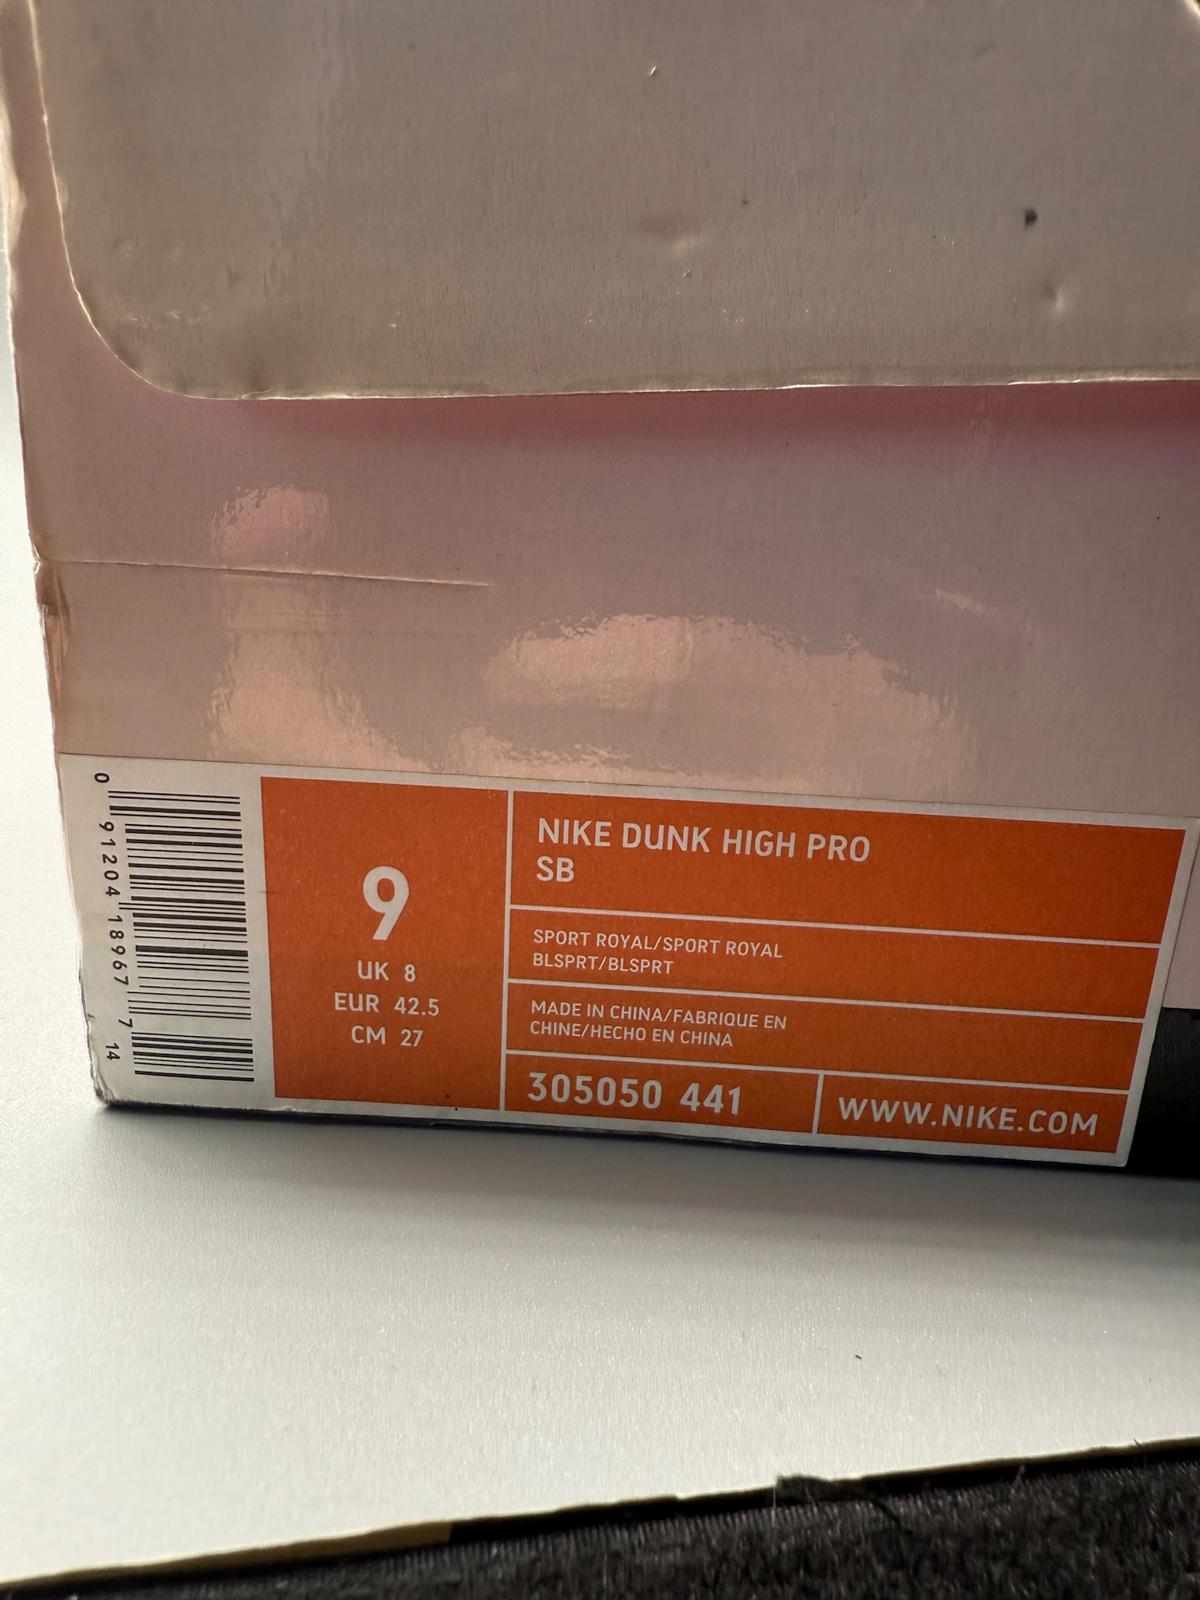 0 91204 18967 7 14
9
UK 8
EUR 42.5
CM 27
NIKE DUNK HIGH PRO
SB
SPORT ROYAL/SPORT ROYAL
BLSPRT/BLSPRT
MADE IN CHINA/FABRIQUE EN
CHINE/HECHO EN CHINA
305050 441
WWW.NIKE.COM